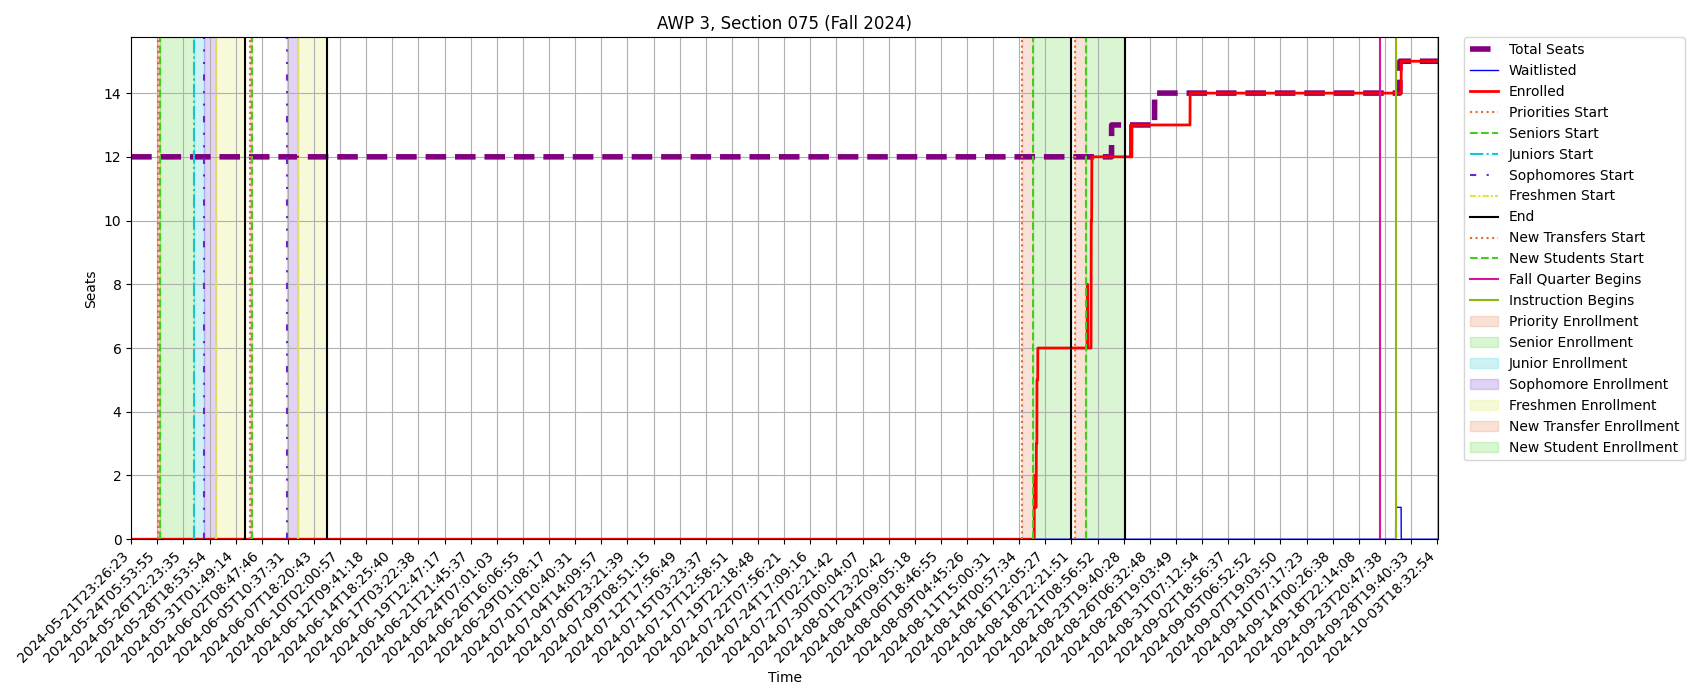 AWP 3, Section 075 (Fall 2024)
Seats
14
12
10
8
6
4
2
0
2024-05-21T23:26:23
2024-05-24T05:53:55
2024-05-26T12:23:35
2024-05-28T18:53:54
2024-05-31T01:49:14
2024-06-02T08:47:46
2024-06-05T10:37:31
2024-06-07T18:20:43
2024-06-10T02:00:57
2024-06-12T09:41:18
2024-06-14T18:25:40
2024-06-17T03:22:38
2024-06-19T12:47:17
2024-06-21T21:45:37
2024-06-24T07:01:03
2024-06-26T16:06:55
2024-06-29T01:08:17
2024-07-01T10:40:31
2024-07-04T14:09:57
2024-07-06T23:21:39
2024-07-09T08:51:15
2024-07-12T17:56:49
2024-07-15T03:23:37
2024-07-17T12:58:51
2024-07-19T22:18:48
2024-07-22T07:56:21
2024-07-24T17:09:16
2024-07-27T02:21:42
2024-07-30T00:04:07
2024-08-01T23:20:42
2024-08-04T09:05:18
2024-08-06T18:46:55
2024-08-09T04:45:26
2024-08-11T15:00:31
2024-08-14T00:57:34
2024-08-16T12:05:27
2024-08-18T22:21:51
2024-08-21T08:56:52
2024-08-23T19:40:28
2024-08-26T06:32:48
2024-08-28T19:03:49
2024-08-31T07:12:54
2024-09-02T18:56:37
2024-09-05T06:52:52
2024-09-07T19:03:50
2024-09-10T07:17:23
2024-09-14T00:26:38
2024-09-18T22:14:08
2024-09-23T20:47:38
2024-09-28T19:40:33
2024-10-03T18:32:54
Time
Total Seats
Waitlisted
Enrolled
Priorities Start
Seniors Start
Juniors Start
Sophomores Start
Freshmen Start
End
New Transfers Start
New Students Start
Fall Quarter Begins
Instruction Begins
Priority Enrollment
Senior Enrollment
Junior Enrollment
Sophomore Enrollment
Freshmen Enrollment
New Transfer Enrollment
New Student Enrollment